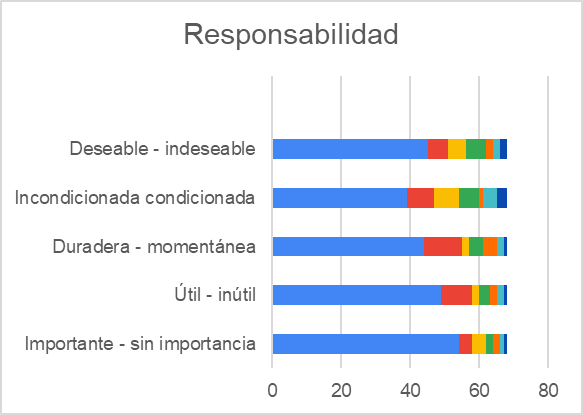 Responsabilidad
Deseable - indeseable
Incondicionada condicionada
Duradera - momentánea
Útil - inútil
Importante - sin importancia
0 20 40 60 80